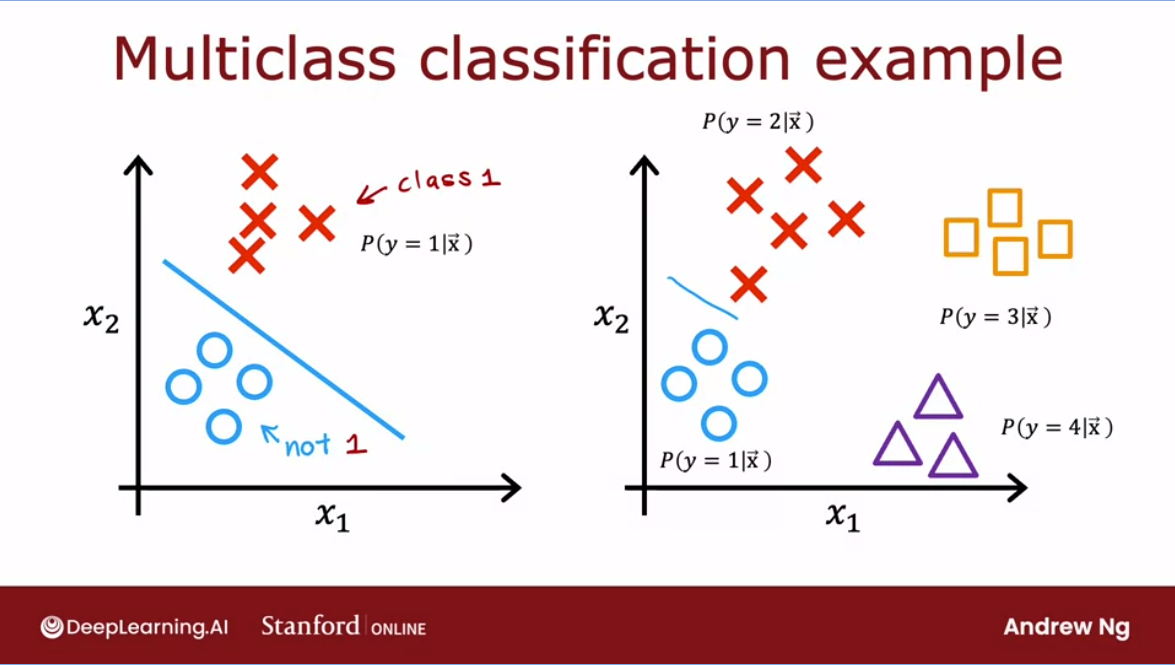 Multiclass classification example
class 1
P(y = 1|x⃗ )
x₂
not 1
x₁
P(y = 2|x⃗ )
P(y = 3|x⃗ )
x₂
P(y = 4|x⃗ )
P(y = 1|x⃗ )
x₁
DeepLearning.AI Stanford | ONLINE Andrew Ng